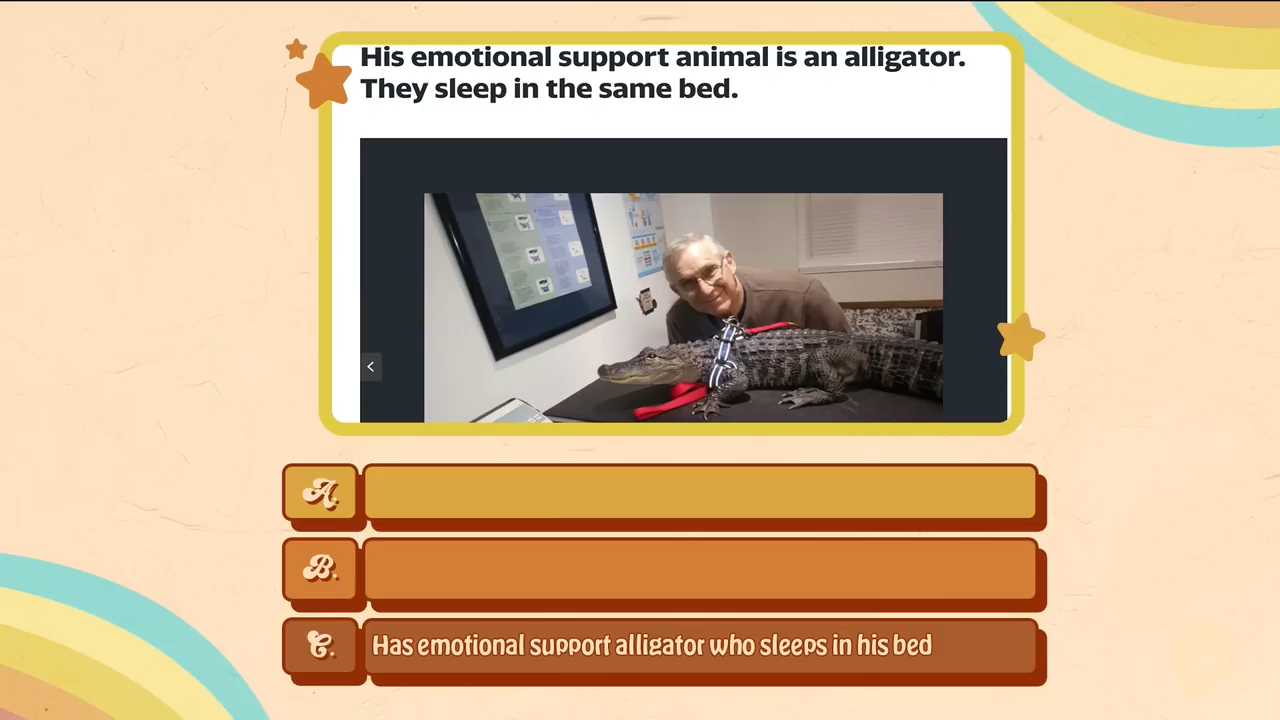 His emotional support animal is an alligator.
They sleep in the same bed.
A.
B.
C. Has emotional support alligator who sleeps in his bed